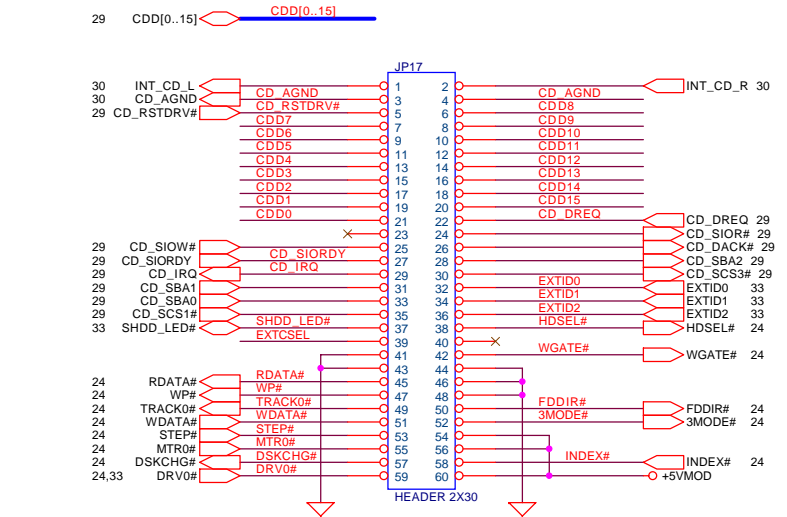 29 CDD[0..15] CDD[0..15]
JP17
30 INT_CD_L 1 2 INT_CD_R 30
30 CD_AGND CD_AGND 3 4 CD_AGND
29 CD_RSTDRV# CD_RSTDRV# 5 6 CDD8
CDD7 7 8 CDD9
CDD6 9 10 CDD10
CDD5 11 12 CDD11
CDD4 13 14 CDD12
CDD3 15 16 CDD13
CDD2 17 18 CDD14
CDD1 19 20 CDD15
CDD0 21 22 CD_DREQ CD_DREQ 29
23 24 CD_SIOR# 29
29 CD_SIOW# 25 26 CD_DACK# 29
29 CD_SIORDY CD_SIORDY 27 28 CD_SBA2 29
29 CD_IRQ CD_IRQ 29 30 CD_SCS3# 29
29 CD_SBA1 31 32 EXTID0 EXTID0 33
29 CD_SBA0 33 34 EXTID1 EXTID1 33
29 CD_SCS1# 35 36 EXTID2 EXTID2 33
33 SHDD_LED# SHDD_LED# 37 38 HDSEL# HDSEL# 24
EXTCSEL 39 40
41 42 WGATE# WGATE# 24
43 44
24 RDATA# RDATA# 45 46
24 WP# WP# 47 48
24 TRACK0# TRACK0# 49 50 FDDIR# FDDIR# 24
24 WDATA# WDATA# 51 52 3MODE# 3MODE# 24
24 STEP# STEP# 53 54
24 MTR0# MTR0# 55 56
24 DSKCHG# DSKCHG# 57 58 INDEX# INDEX# 24
24,33 DRV0# DRV0# 59 60 +5VMOD
HEADER 2X30